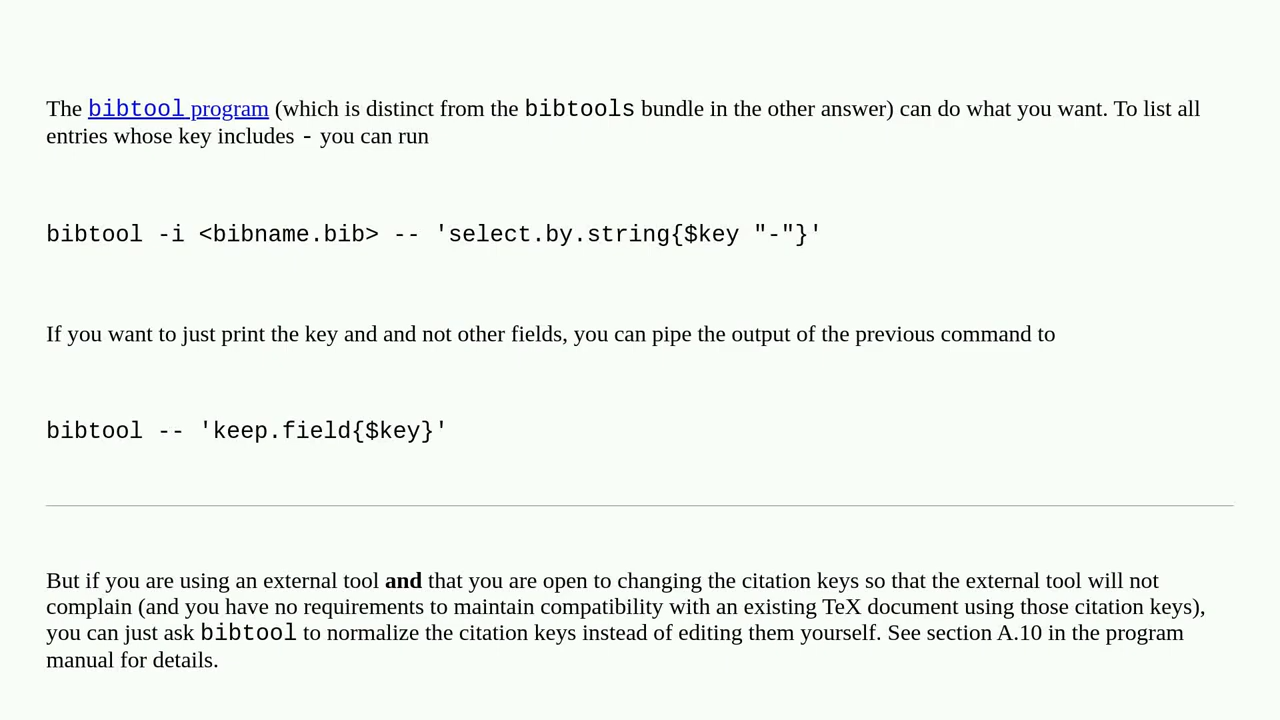 The bibtool program (which is distinct from the bibtools bundle in the other answer) can do what you want. To list all
entries whose key includes - you can run
bibtool -i <bibname.bib> -- 'select.by.string{$key "-"}'
If you want to just print the key and and not other fields, you can pipe the output of the previous command to
bibtool -- 'keep.field{$key}'
But if you are using an external tool and that you are open to changing the citation keys so that the external tool will not
complain (and you have no requirements to maintain compatibility with an existing TeX document using those citation keys),
you can just ask bibtool to normalize the citation keys instead of editing them yourself. See section A.10 in the program
manual for details.